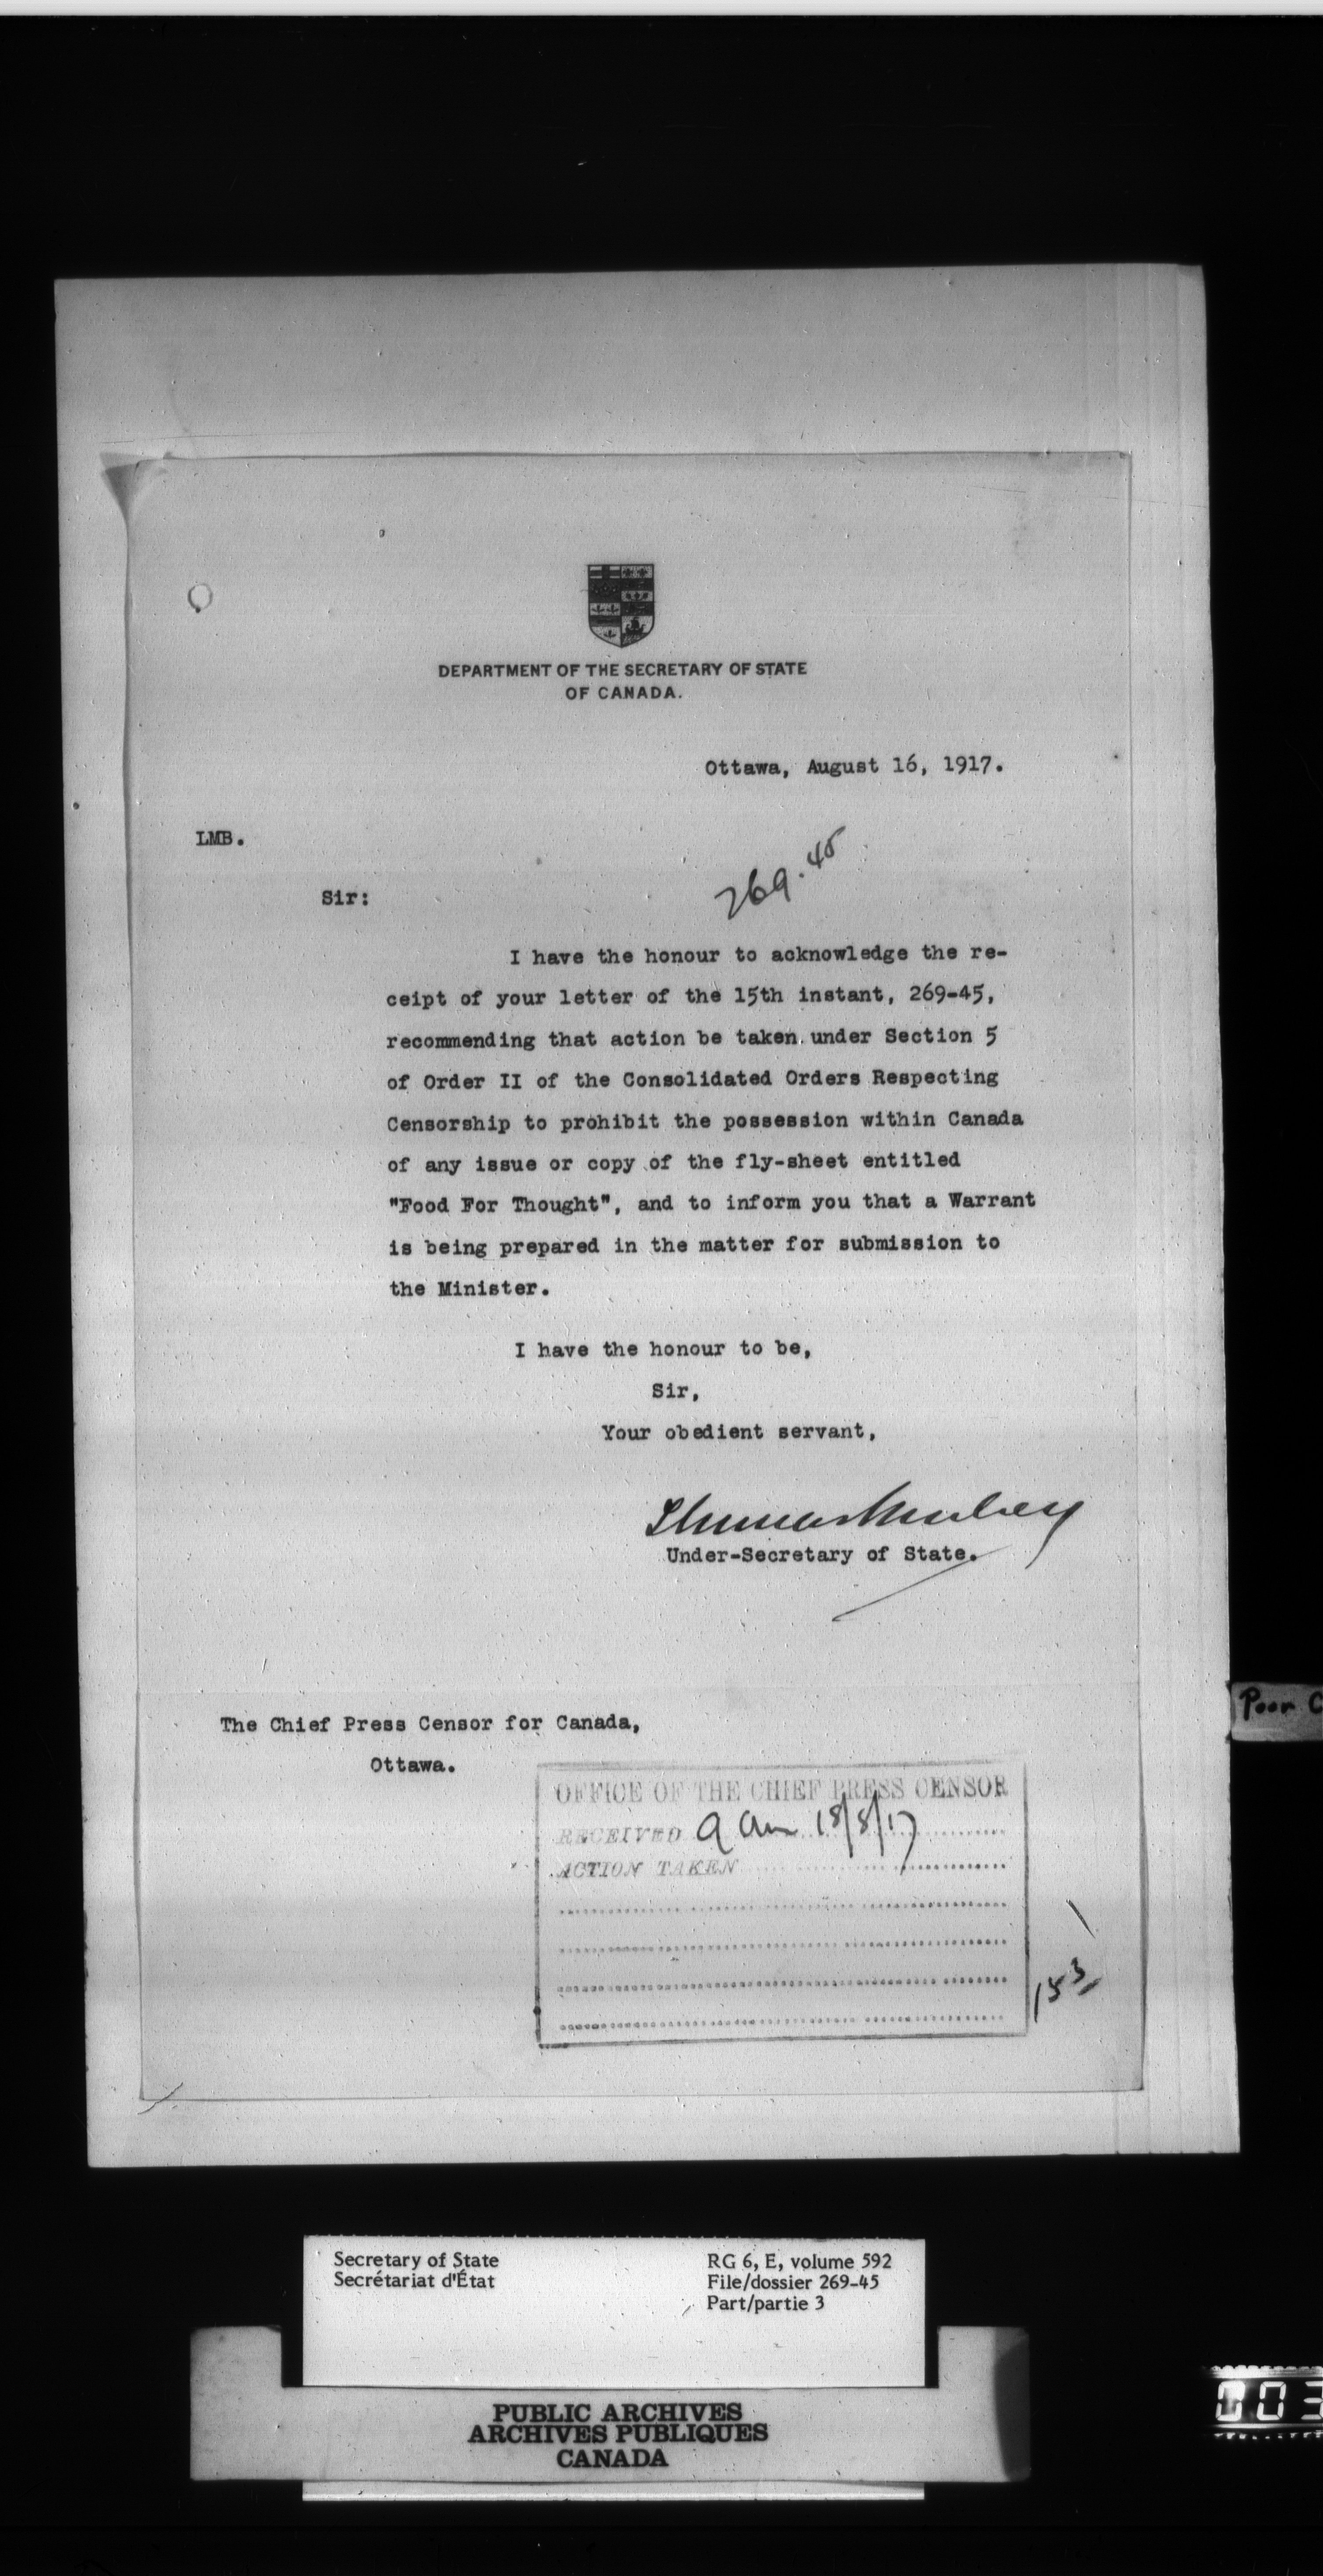 DEPARTMENT OF THE SECRETARY OF STATE
OF CANADA.
Ottawa, August 16, 1917.
LMB.
269.45
Sir:
I have the honour to acknowledge the re-
ceipt of your letter of the 15th instant, 269-45,
recommending that action be taken under Section 5
of Order II of the Consolidated Orders Respecting
Censorship to prohibit the possession within Canada
of any issue or copy of the fly-sheet entitled
"Food For Thought", and to inform you that a Warrant
is being prepared in the matter for submission to
the Minister.
I have the honour to be,
Sir,
Your obedient servant,
Thomas Mulvey
Under-Secretary of State.
Poor
The Chief Press Censor for Canada,
Ottawa.
OFFICE OF THE CHIEF PRESS CENSOR
RECEIVED 9 am 18/8/17
ACTION TAKEN
153
Secretary of State
Secrétariat d'État
RG 6, E, volume 592
File/dossier 269-45
Part/partie 3
PUBLIC ARCHIVES
ARCHIVES PUBLIQUES
CANADA
003